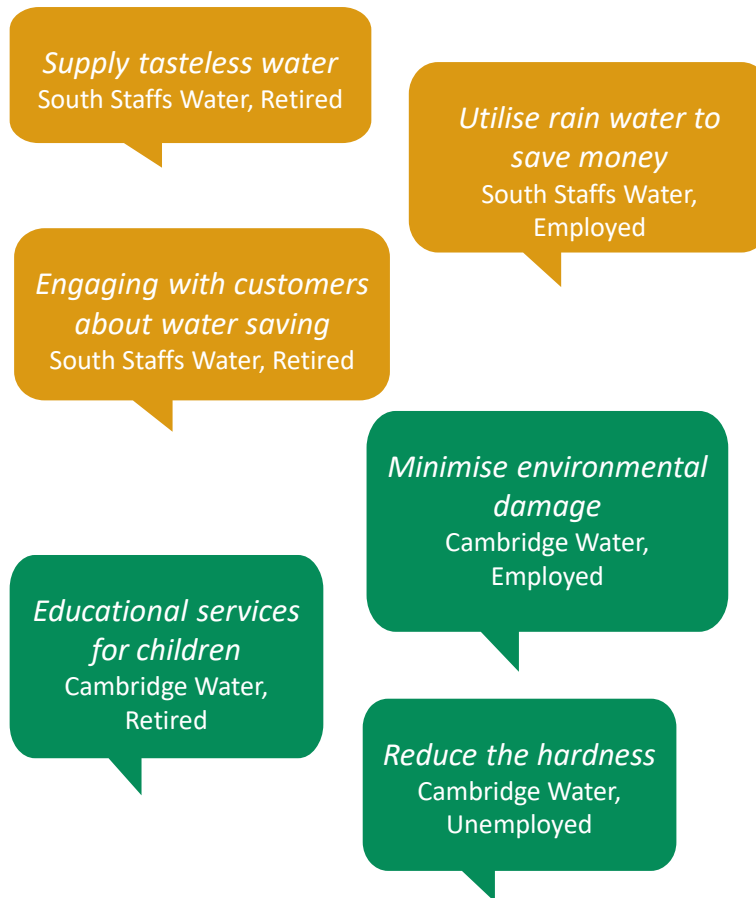 Supply tasteless water
South Staffs Water, Retired
Utilise rain water to
save money
South Staffs Water,
Employed
Engaging with customers
about water saving
South Staffs Water, Retired
Minimise environmental
damage
Cambridge Water,
Employed
Educational services
for children
Cambridge Water,
Retired
Reduce the hardness
Cambridge Water,
Unemployed